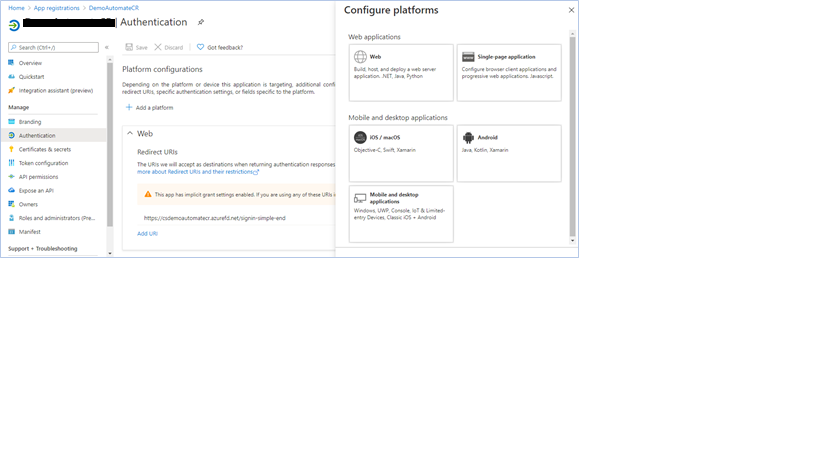 Home > App registrations > DemoAutomateCR
| Authentication
Search (Ctrl+/)
Overview
Quickstart
Integration assistant (preview)
Manage
Branding
Authentication
Certificates & secrets
Token configuration
API permissions
Expose an API
Owners
Roles and administrators (Pre...
Manifest
Support + Troubleshooting
Save Discard Got feedback?
Platform configurations
Depending on the platform or device this application is targeting, additional confi
redirect URIs, specific authentication settings, or fields specific to the platform.
Add a platform
Web
Redirect URIs
The URIs we will accept as destinations when returning authentication responses
more about Redirect URIs and their restrictions
This app has implicit grant settings enabled. If you are using any of these URIs i
https://csdemoautomatecr.azurefd.net/signin-simple-end
Add URI
Configure platforms
Web applications
Web
Build, host, and deploy a web server
application. .NET, Java, Python
Single-page application
Configure browser client applications and
progressive web applications. Javascript.
Mobile and desktop applications
iOS / macOS
Objective-C, Swift, Xamarin
Android
Java, Kotlin, Xamarin
Mobile and desktop
applications
Windows, UWP, Console, IoT & Limited-
entry Devices, Classic iOS + Android